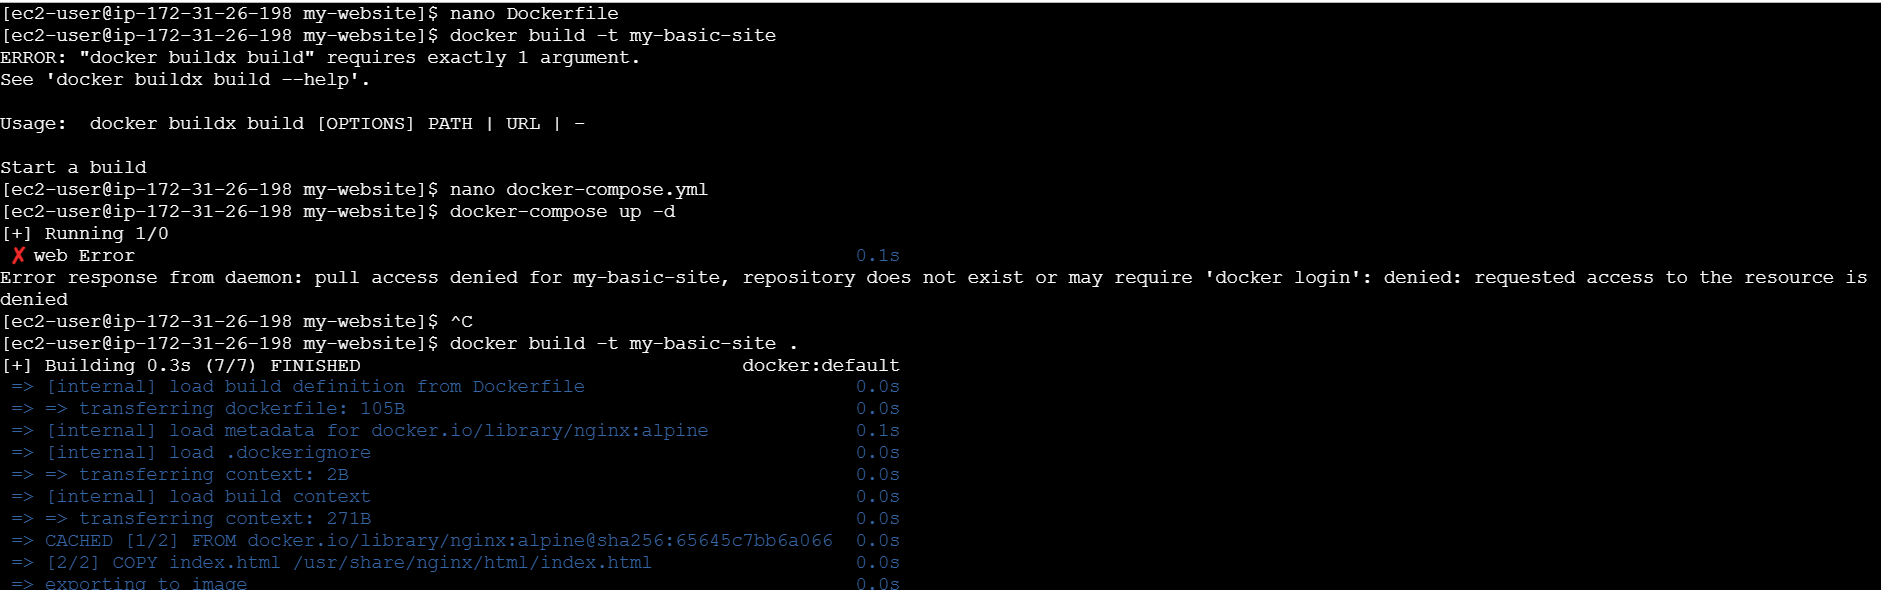 [ec2-user@ip-172-31-26-198 my-website]$ nano Dockerfile
[ec2-user@ip-172-31-26-198 my-website]$ docker build -t my-basic-site
ERROR: "docker buildx build" requires exactly 1 argument.
See 'docker buildx build --help'.

Usage:  docker buildx build [OPTIONS] PATH | URL | -

Start a build
[ec2-user@ip-172-31-26-198 my-website]$ nano docker-compose.yml
[ec2-user@ip-172-31-26-198 my-website]$ docker-compose up -d
[+] Running 1/0
 ✗ web Error 0.1s
Error response from daemon: pull access denied for my-basic-site, repository does not exist or may require 'docker login': denied: requested access to the resource is
denied
[ec2-user@ip-172-31-26-198 my-website]$ ^C
[ec2-user@ip-172-31-26-198 my-website]$ docker build -t my-basic-site .
[+] Building 0.3s (7/7) FINISHED docker:default
 => [internal] load build definition from Dockerfile 0.0s
 => => transferring dockerfile: 105B 0.0s
 => [internal] load metadata for docker.io/library/nginx:alpine 0.1s
 => [internal] load .dockerignore 0.0s
 => => transferring context: 2B 0.0s
 => [internal] load build context 0.0s
 => => transferring context: 271B 0.0s
 => CACHED [1/2] FROM docker.io/library/nginx:alpine@sha256:65645c7bb6a066 0.0s
 => [2/2] COPY index.html /usr/share/nginx/html/index.html 0.0s
 => exporting to image 0.0s